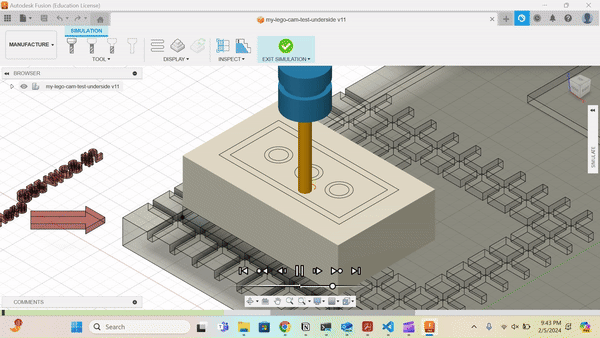 Autodesk Fusion (Education License)
my-lego-cam-test-underside v11
MANUFACTURE
SIMULATION
TOOL
DISPLAY
INSPECT
EXIT SIMULATION
BROWSER
my-lego-cam-test-underside v11
SIMULATE
COMMENTS
Search
9:43 PM
2/5/2024